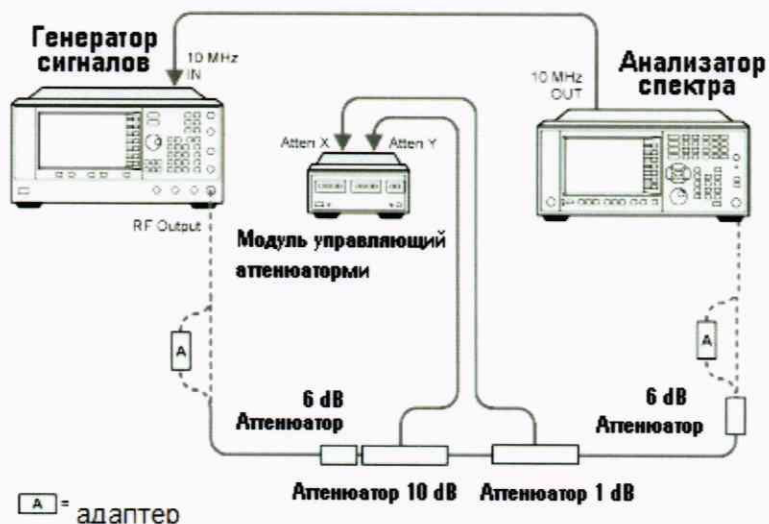 Генератор
сигналов
10 MHz
IN
10 MHz
OUT
Анализатор
спектра
Atten X
Atten Y
RF Output
Модуль управляющий
аттенюаторми
A
A
6 dB
Аттенюатор
6 dB
Аттенюатор
Аттенюатор 10 dB
Аттенюатор 1 dB
A =
адаптер